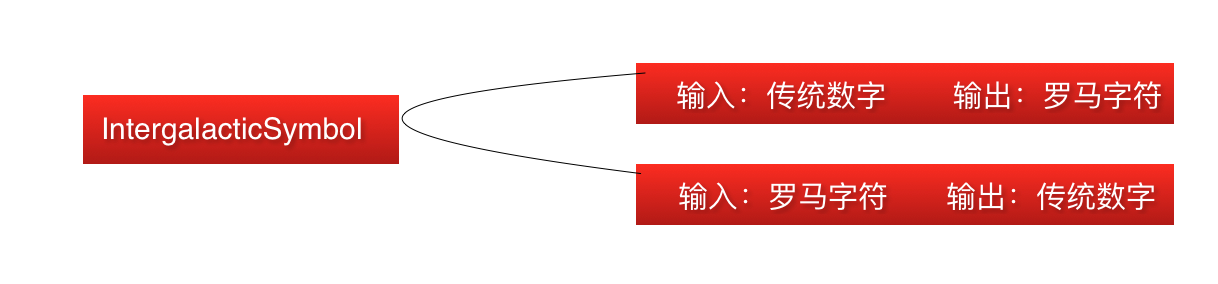 IntergalacticSymbol
输入：传统数字 输出：罗马字符
输入：罗马字符 输出：传统数字